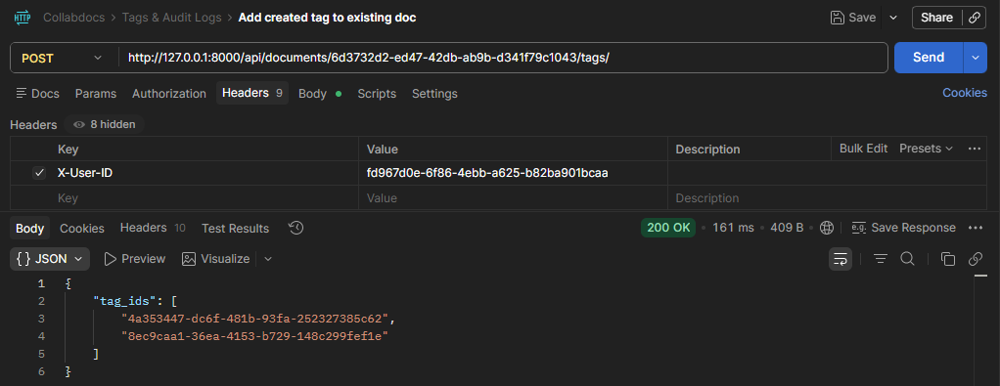 HTTP Collabdocs > Tags & Audit Logs > Add created tag to existing doc Save Share
POST http://127.0.0.1:8000/api/documents/6d3732d2-ed47-42db-ab9b-d341f79c1043/tags/ Send
Docs Params Authorization Headers 9 Body Scripts Settings Cookies
Headers 8 hidden
Key Value Description Bulk Edit Presets
X-User-ID fd967d0e-6f86-4ebb-a625-b82ba901bcaa
Key Value Description
Body Cookies Headers 10 Test Results 200 OK • 161 ms • 409 B • e.g. Save Response
{} JSON Preview Visualize
1 {
2 "tag_ids": [
3 "4a353447-dc6f-481b-93fa-252327385c62",
4 "8ec9caa1-36ea-4153-b729-148c299fef1e"
5 ]
6 }